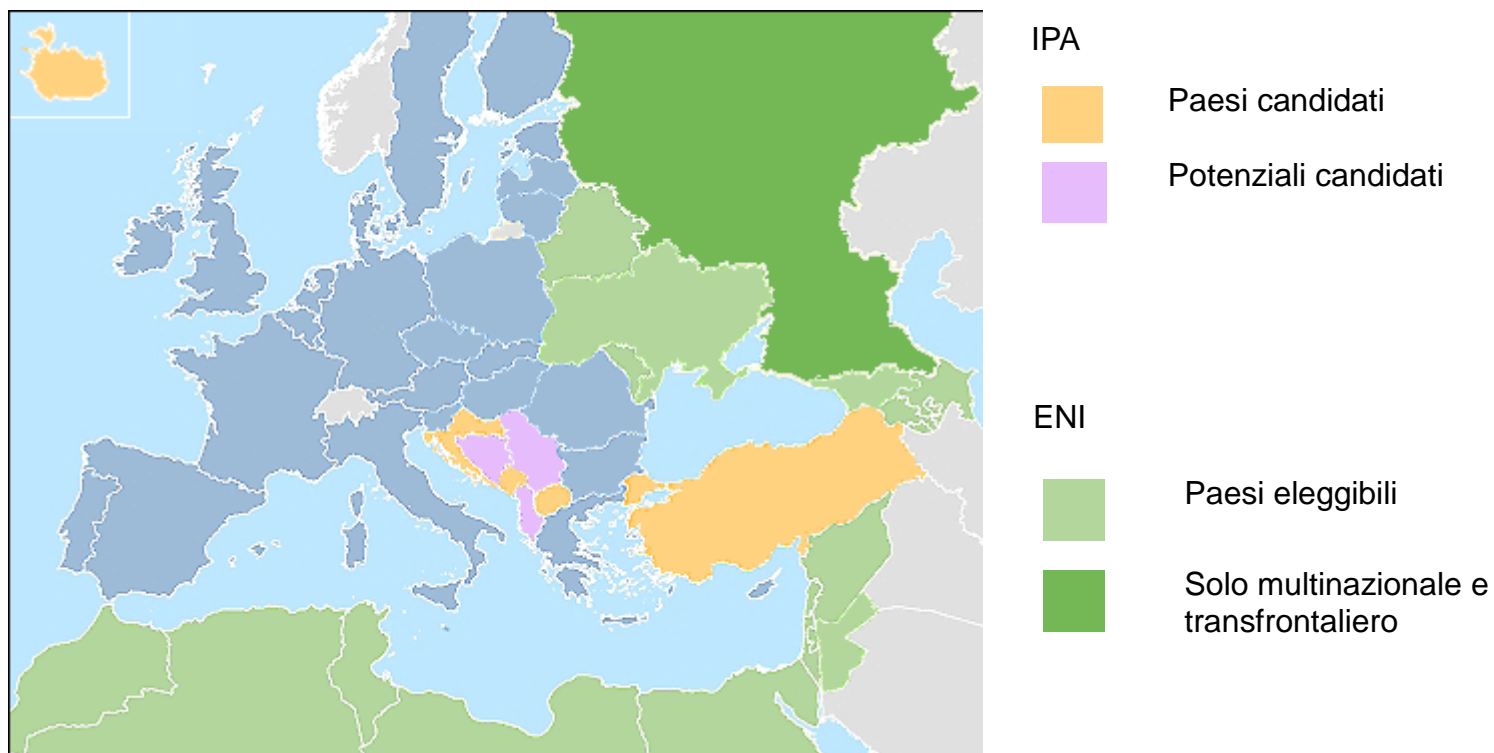 IPA
Paesi candidati
Potenziali candidati
ENI
Paesi eleggibili
Solo multinazionale e
transfrontaliero